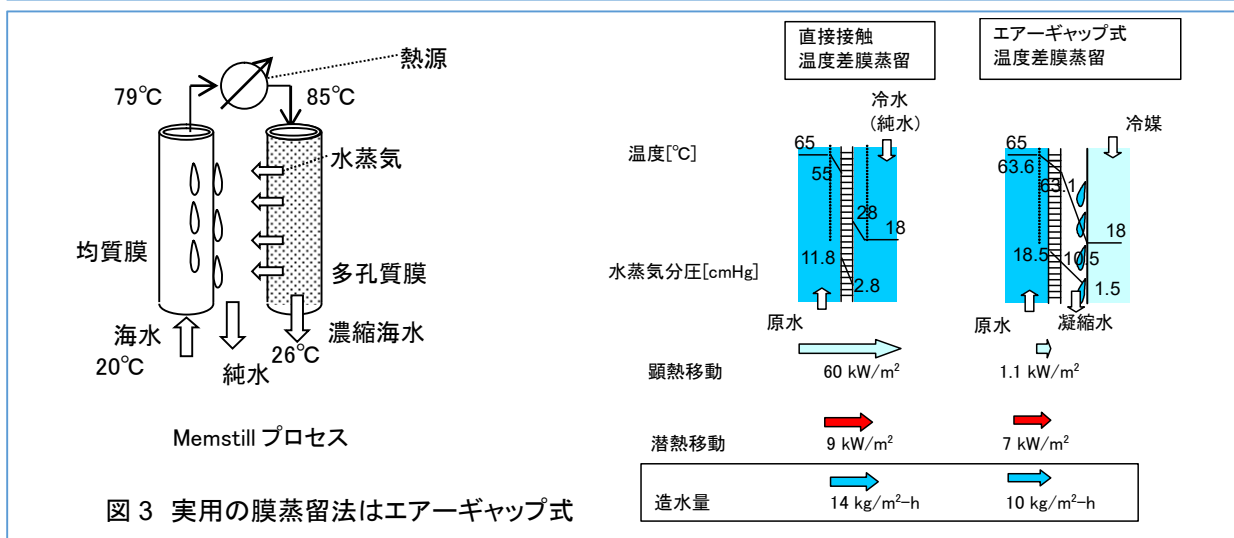 熱源
79℃
85℃
水蒸気
均質膜
多孔質膜
海水
20℃
純水
26℃
濃縮海水
Memstill プロセス
図 3 実用の膜蒸留法はエアーギャップ式
直接接触
温度差膜蒸留
エアーギャップ式
温度差膜蒸留
冷水
(純水)
冷媒
温度[℃]
65
55
28
18
65
63.6
63.1
18
水蒸気分圧[cmHg]
11.8
2.8
18.5
10.5
1.5
原水
原水
凝縮水
顕熱移動
60 kW/m²
1.1 kW/m²
潜熱移動
9 kW/m²
7 kW/m²
造水量
14 kg/m²-h
10 kg/m²-h